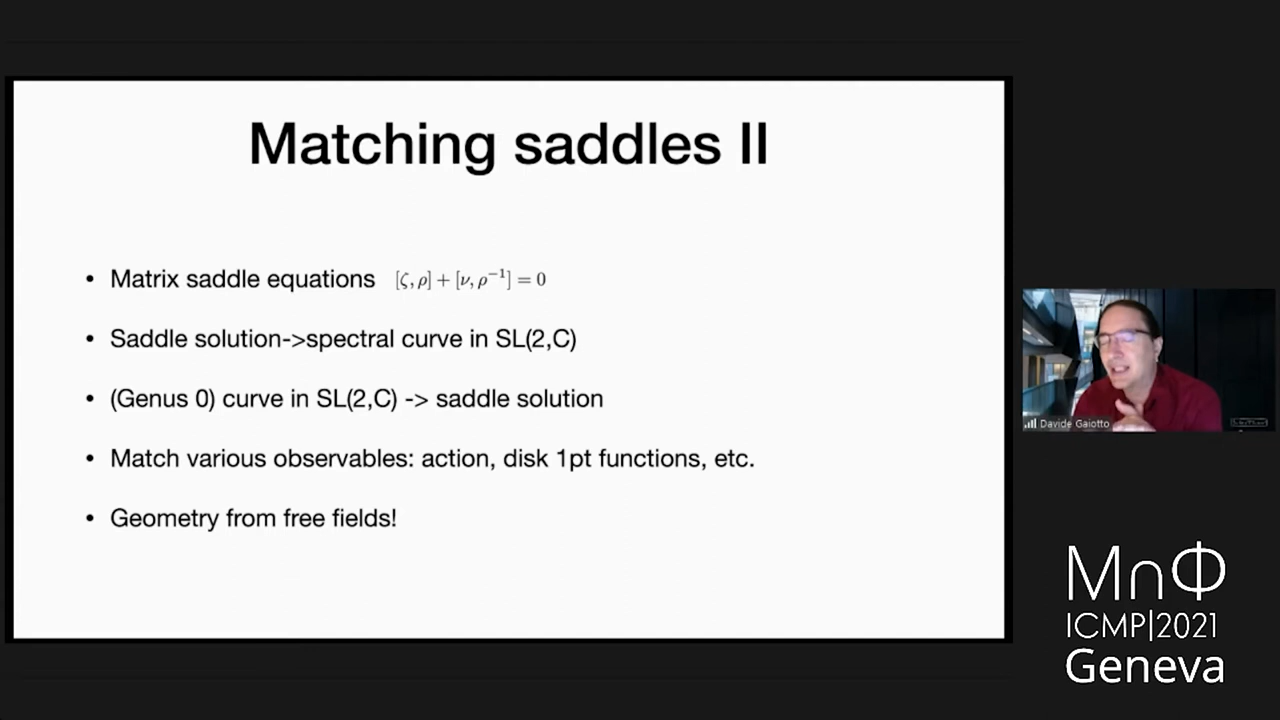 Matching saddles II
• Matrix saddle equations [ζ, ρ] + [ν, ρ⁻¹] = 0
• Saddle solution->spectral curve in SL(2,C)
• (Genus 0) curve in SL(2,C) -> saddle solution
• Match various observables: action, disk 1pt functions, etc.
• Geometry from free fields!
Davide Gaiotto
M∩Φ
ICMP|2021
Geneva